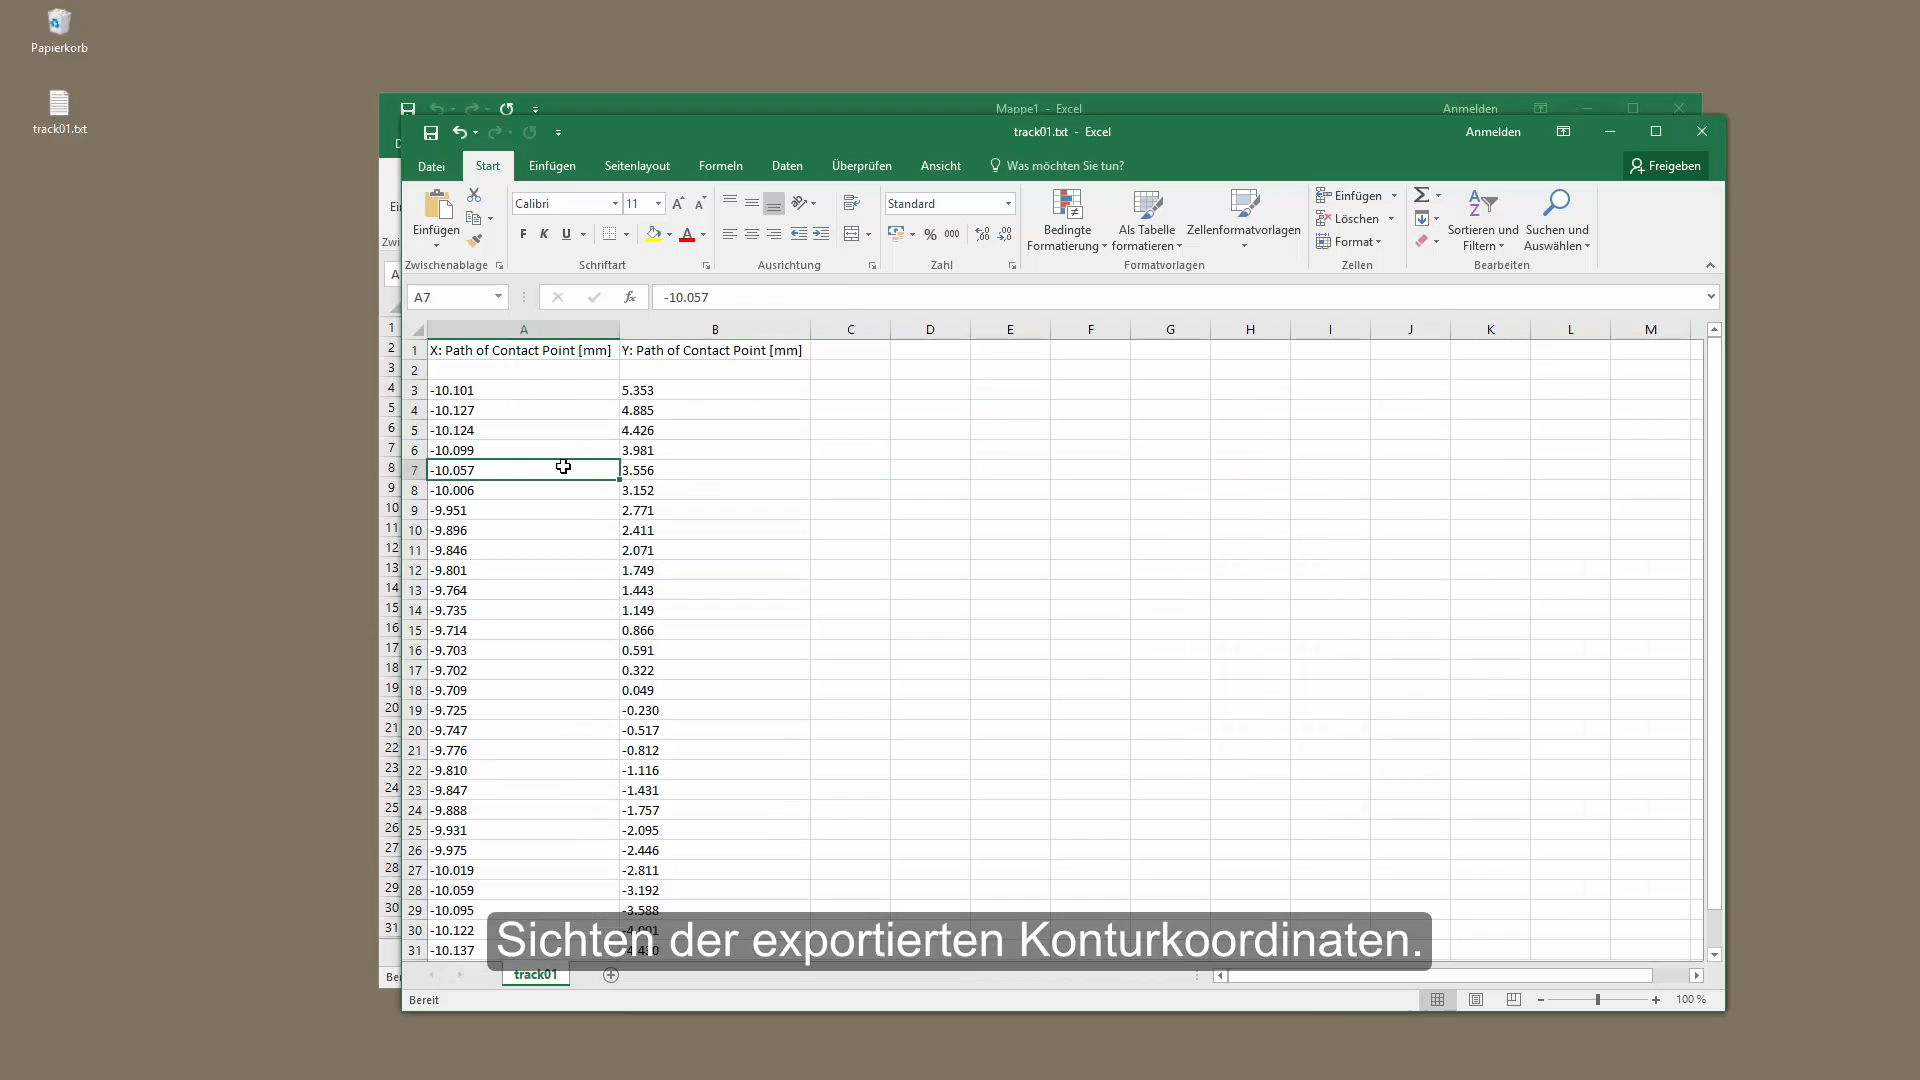 Papierkorb
track01.txt
Mappe1 - Excel
Anmelden
track01.txt - Excel
Anmelden
Datei Start Einfügen Seitenlayout Formeln Daten Überprüfen Ansicht Was möchten Sie tun? Freigeben
Einfügen
Zwischenablage
Calibri 11
F K U
Schriftart
Ausrichtung
Standard
% 000
Zahl
Bedingte Formatierung
Als Tabelle formatieren
Zellenformatvorlagen
Formatvorlagen
Einfügen
Löschen
Format
Zellen
Sortieren und Filtern
Suchen und Auswählen
Bearbeiten
A7 fx -10.057
A B C D E F G H I J K L M
1 X: Path of Contact Point [mm] Y: Path of Contact Point [mm]
2
3 -10.101 5.353
4 -10.127 4.885
5 -10.124 4.426
6 -10.099 3.981
7 -10.057 3.556
8 -10.006 3.152
9 -9.951 2.771
10 -9.896 2.411
11 -9.846 2.071
12 -9.801 1.749
13 -9.764 1.443
14 -9.735 1.149
15 -9.714 0.866
16 -9.703 0.591
17 -9.702 0.322
18 -9.709 0.049
19 -9.725 -0.230
20 -9.747 -0.517
21 -9.776 -0.812
22 -9.810 -1.116
23 -9.847 -1.431
24 -9.888 -1.757
25 -9.931 -2.095
26 -9.975 -2.446
27 -10.019 -2.811
28 -10.059 -3.192
29 -10.095 -3.588
30 -10.122
31 -10.137
Sichten der exportierten Konturkoordinaten.
track01
Bereit
100 %